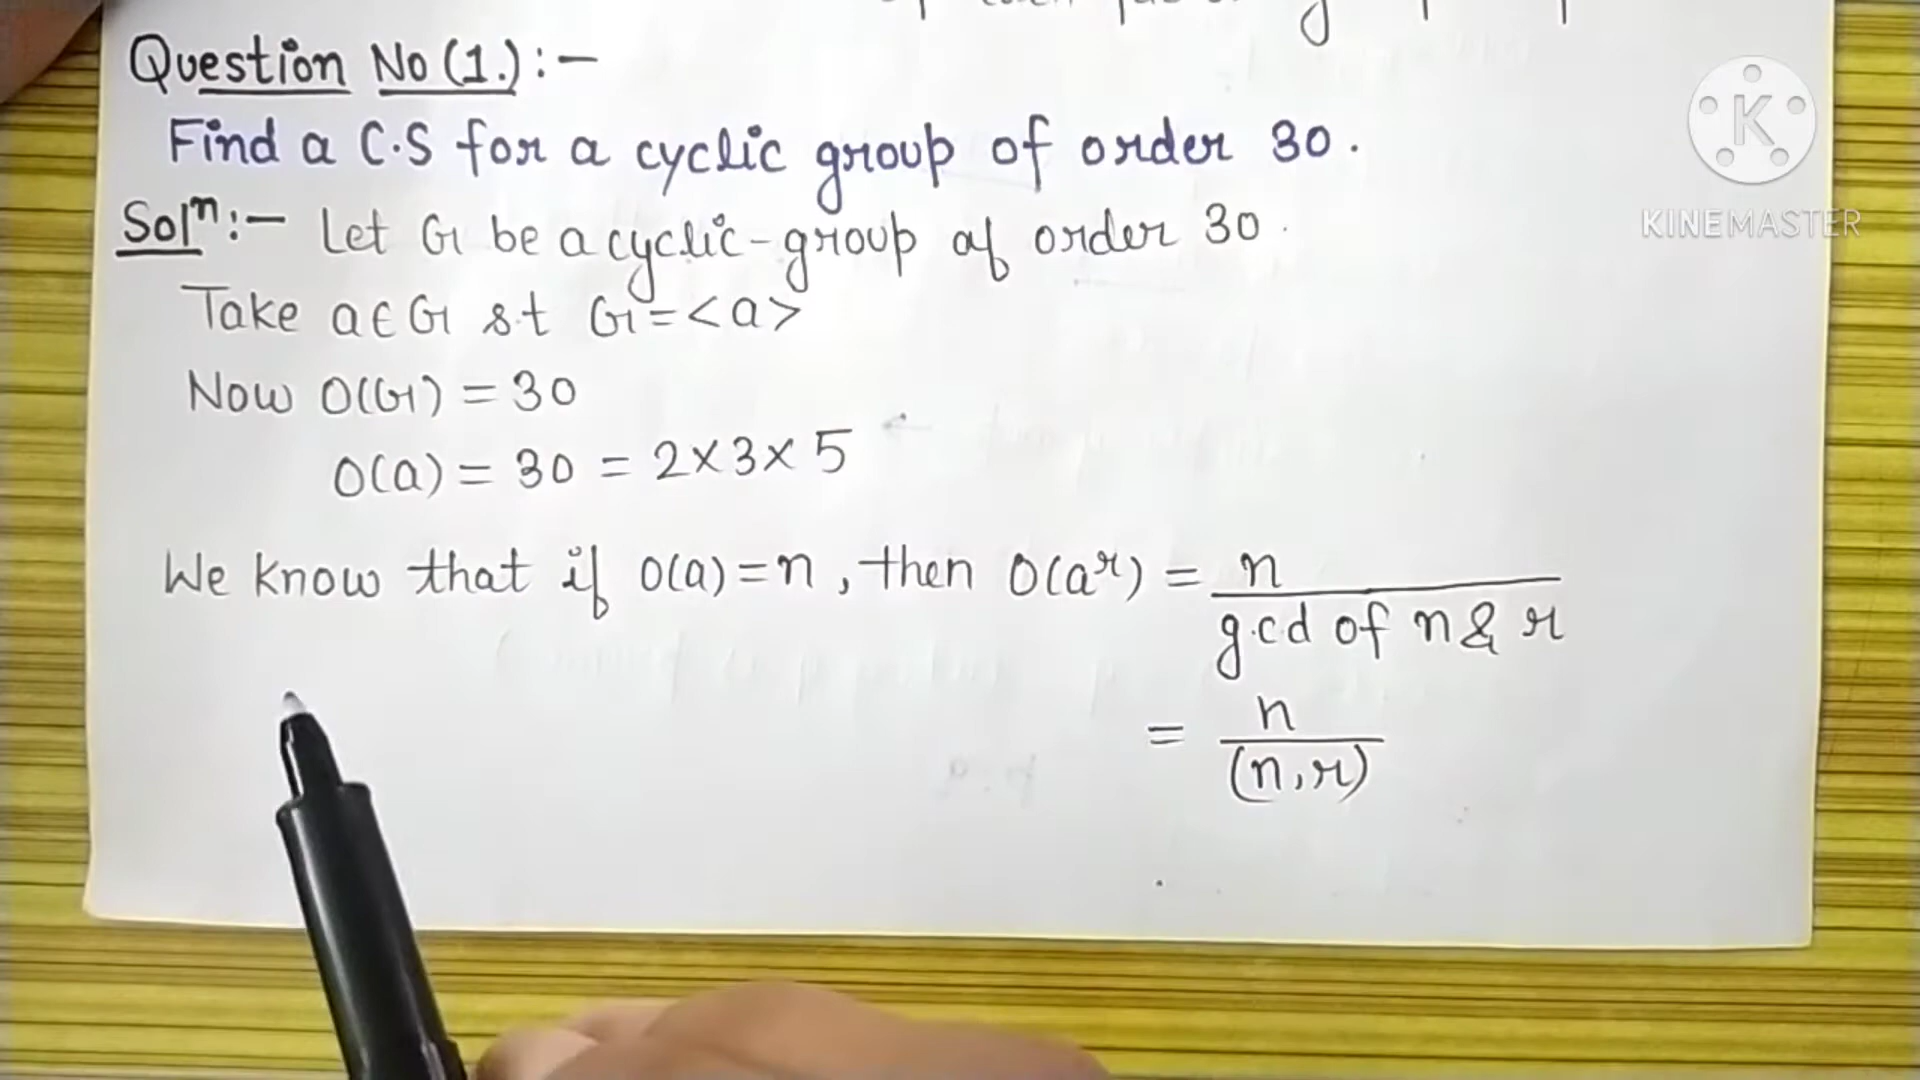 Question No (1.) :-
Find a C.S for a cyclic group of order 30.
Solⁿ:- Let G be a cyclic-group of order 30.
Take a∈G s.t G = <a>
Now O(G) = 30
O(a) = 30 = 2×3×5
We know that if O(a) = n, then O(aʳ) = n
g.c.d of n & r
= n
(n, r)
K
KINEMASTER